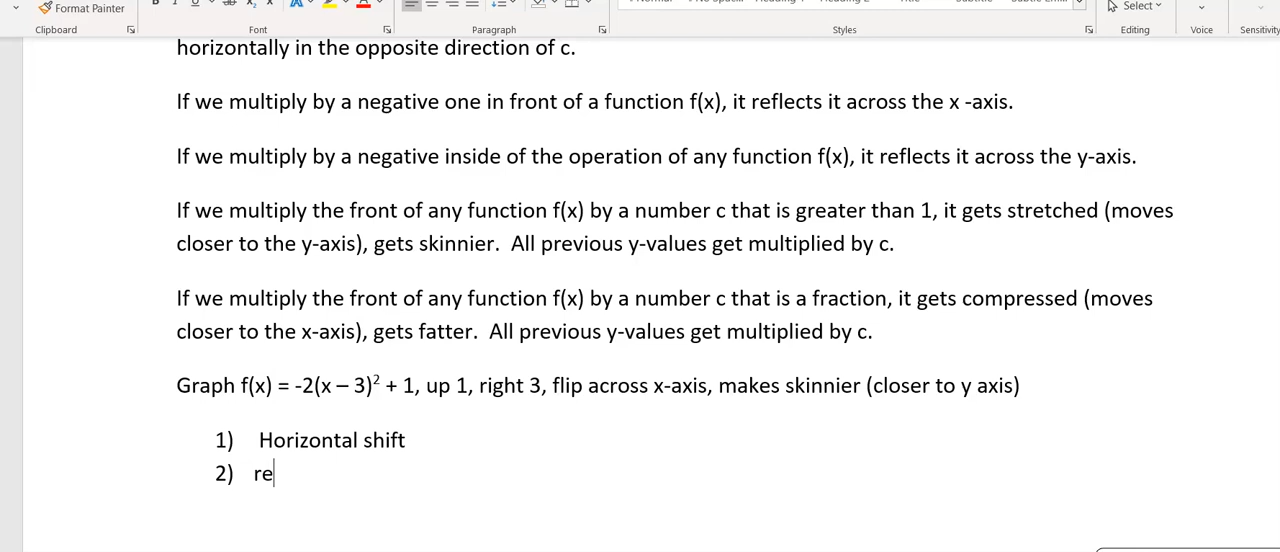 Format Painter
Select
Clipboard
Font
Paragraph
Styles
Editing
Voice
Sensitivity
horizontally in the opposite direction of c.
If we multiply by a negative one in front of a function f(x), it reflects it across the x -axis.
If we multiply by a negative inside of the operation of any function f(x), it reflects it across the y-axis.
If we multiply the front of any function f(x) by a number c that is greater than 1, it gets stretched (moves
closer to the y-axis), gets skinnier.  All previous y-values get multiplied by c.
If we multiply the front of any function f(x) by a number c that is a fraction, it gets compressed (moves
closer to the x-axis), gets fatter.  All previous y-values get multiplied by c.
Graph f(x) = -2(x – 3)² + 1, up 1, right 3, flip across x-axis, makes skinnier (closer to y axis)
1) Horizontal shift
2) re